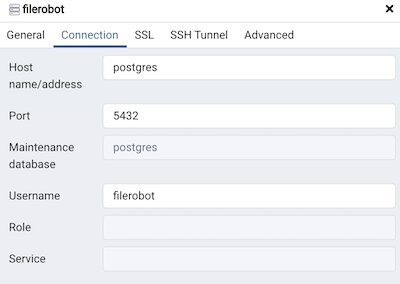 filerobot
General Connection SSL SSH Tunnel Advanced
Host postgres
name/address
Port 5432
Maintenance postgres
database
Username filerobot
Role
Service